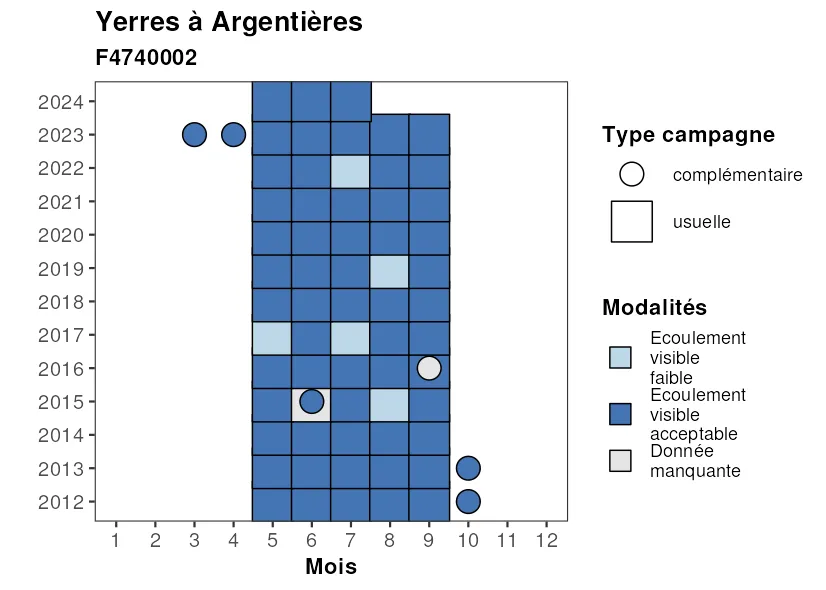 Yerres à Argentières
F4740002
2024
2023
2022
2021
2020
2019
2018
2017
2016
2015
2014
2013
2012
1 2 3 4 5 6 7 8 9 10 11 12
Mois
Type campagne
complémentaire
usuelle
Modalités
Ecoulement
visible
faible
Ecoulement
visible
acceptable
Donnée
manquante